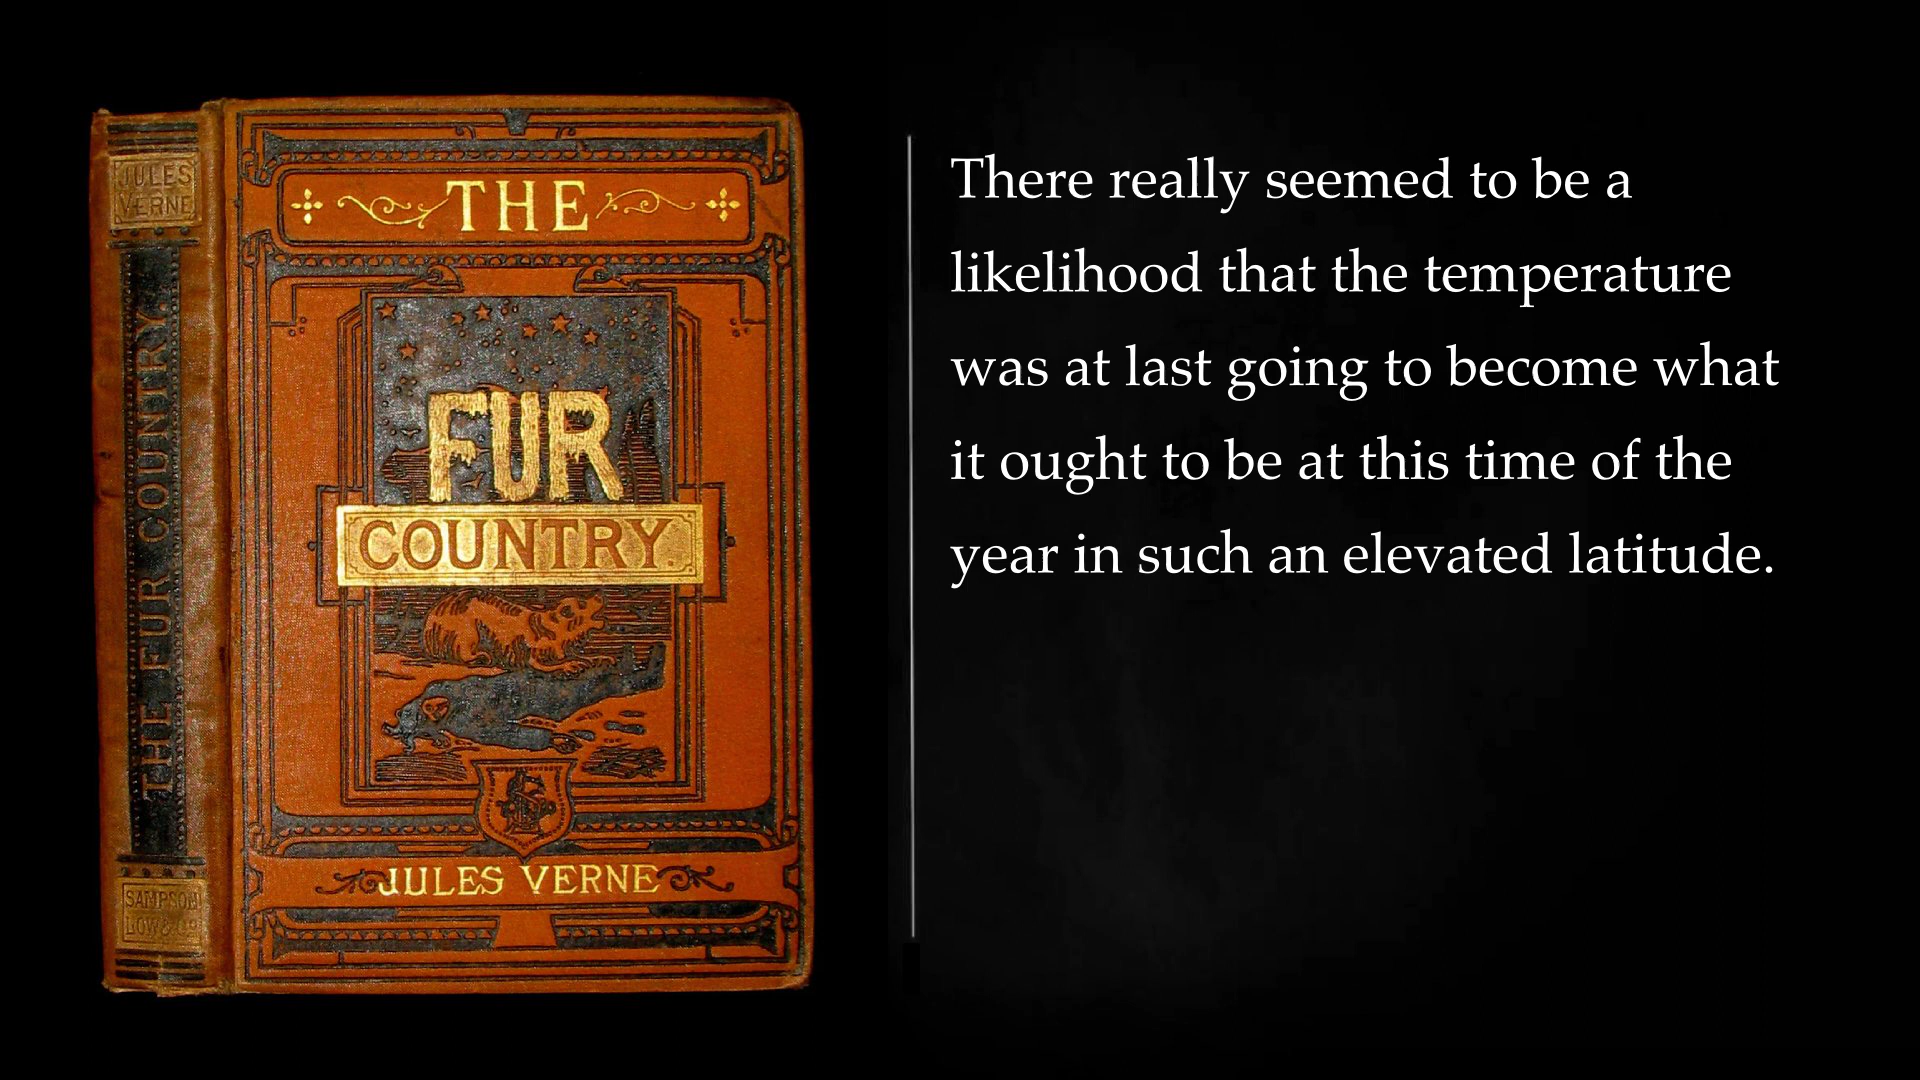 JULES
VERNE
THE FUR COUNTRY.
SAMPSON
LOW & Co
THE
FUR
COUNTRY.
JULES VERNE
There really seemed to be a
likelihood that the temperature
was at last going to become what
it ought to be at this time of the
year in such an elevated latitude.